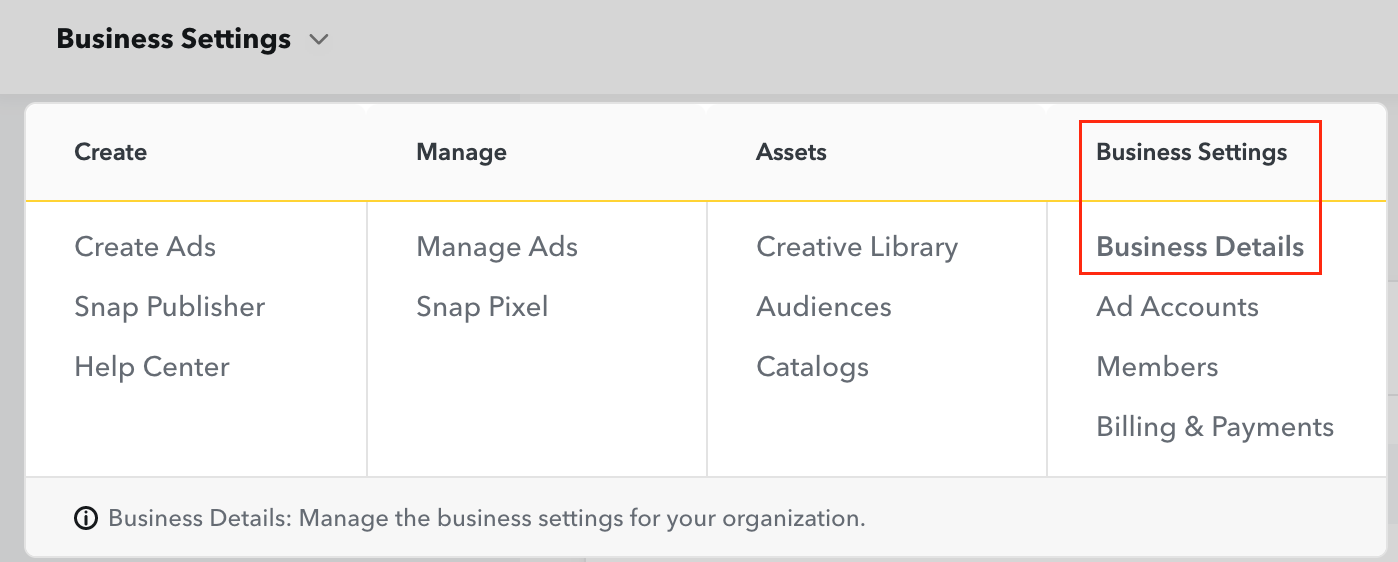 Business Settings
Create
Manage
Assets
Business Settings
Create Ads
Snap Publisher
Help Center
Manage Ads
Snap Pixel
Creative Library
Audiences
Catalogs
Business Details
Ad Accounts
Members
Billing & Payments
Business Details: Manage the business settings for your organization.